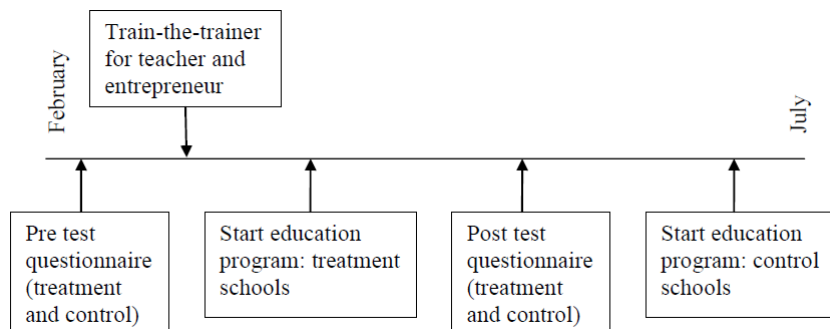 Train-the-trainer
for teacher and
entrepreneur
February
July
Pre test
questionnaire
(treatment
and control)
Start education
program: treatment
schools
Post test
questionnaire
(treatment
and control)
Start education
program: control
schools